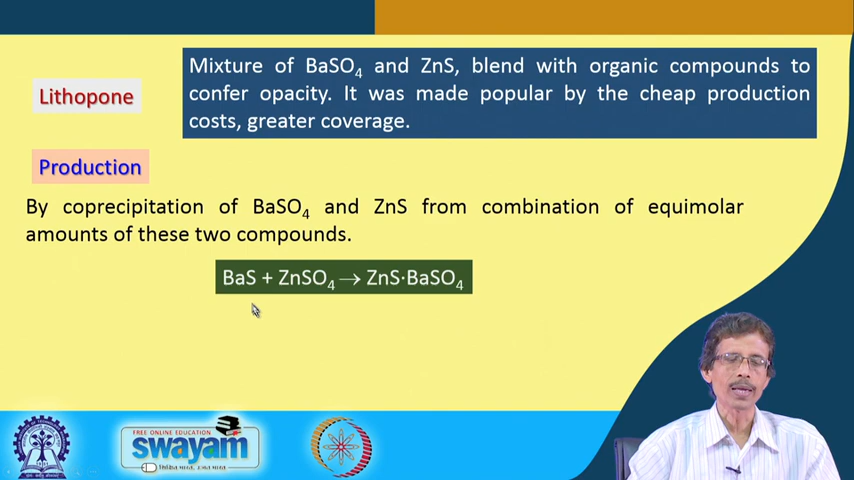 Lithopone
Mixture of BaSO₄ and ZnS, blend with organic compounds to
confer opacity. It was made popular by the cheap production
costs, greater coverage.
Production
By coprecipitation of BaSO₄ and ZnS from combination of equimolar
amounts of these two compounds.
BaS + ZnSO₄ → ZnS·BaSO₄
FREE ONLINE EDUCATION
swayam